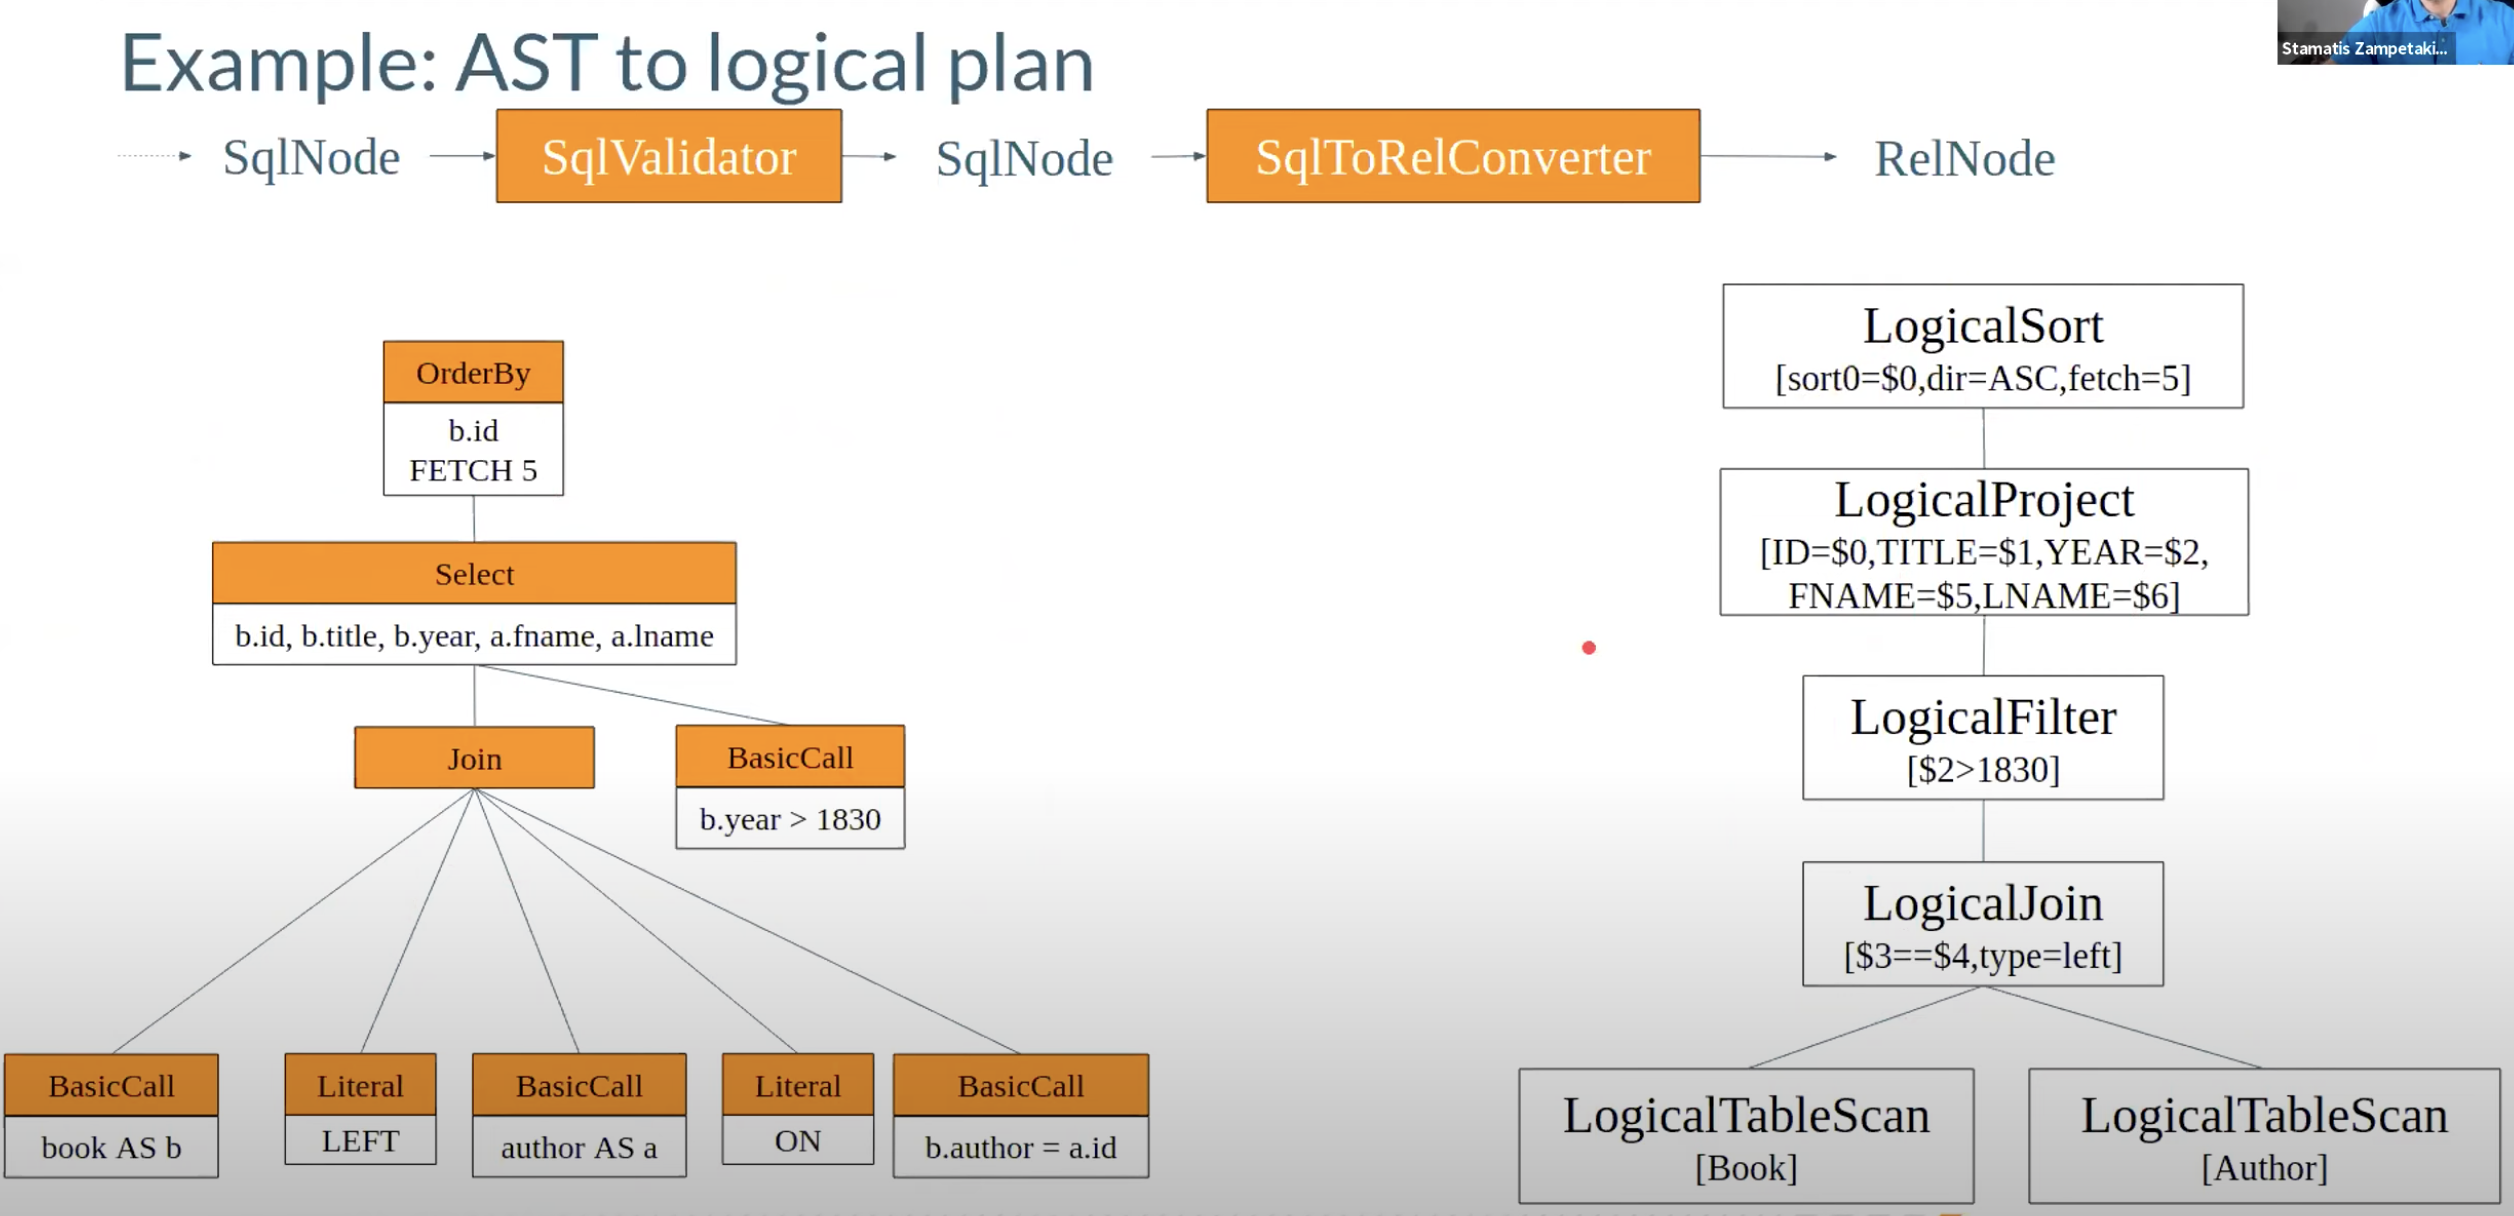 Example: AST to logical plan
Stamatis Zampetaki...
SqlNode
SqlValidator
SqlNode
SqlToRelConverter
RelNode
OrderBy
b.id
FETCH 5
Select
b.id, b.title, b.year, a.fname, a.lname
Join
BasicCall
b.year > 1830
BasicCall
book AS b
Literal
LEFT
BasicCall
author AS a
Literal
ON
BasicCall
b.author = a.id
LogicalSort
[sort0=$0,dir=ASC,fetch=5]
LogicalProject
[ID=$0,TITLE=$1,YEAR=$2,
FNAME=$5,LNAME=$6]
LogicalFilter
[$2>1830]
LogicalJoin
[$3==$4,type=left]
LogicalTableScan
[Book]
LogicalTableScan
[Author]